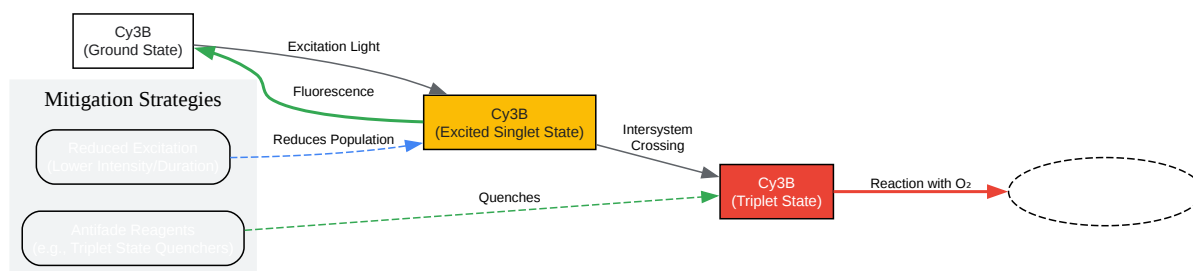 Cy3B
(Ground State)
Excitation Light
Fluorescence
Mitigation Strategies
Reduced Excitation
(Lower Intensity/Duration)
Reduces Population
Cy3B
(Excited Singlet State)
Intersystem
Crossing
Cy3B
(Triplet State)
Reaction with O₂
Quenches
Antifade Reagents
(e.g., Triplet State Quenchers)